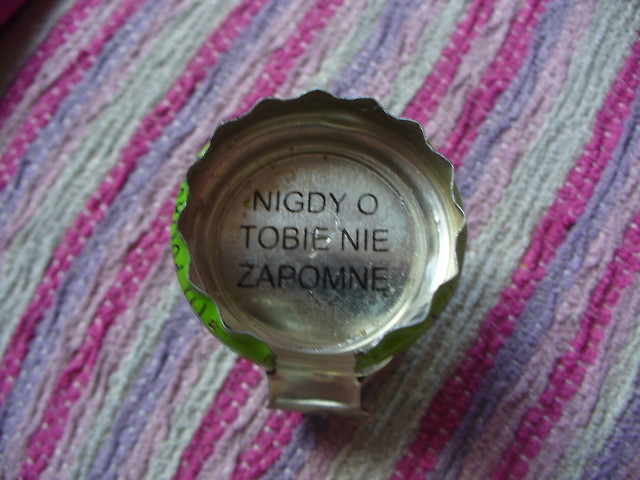 NIGDY O
TOBIE NIE
ZAPOMNĘ